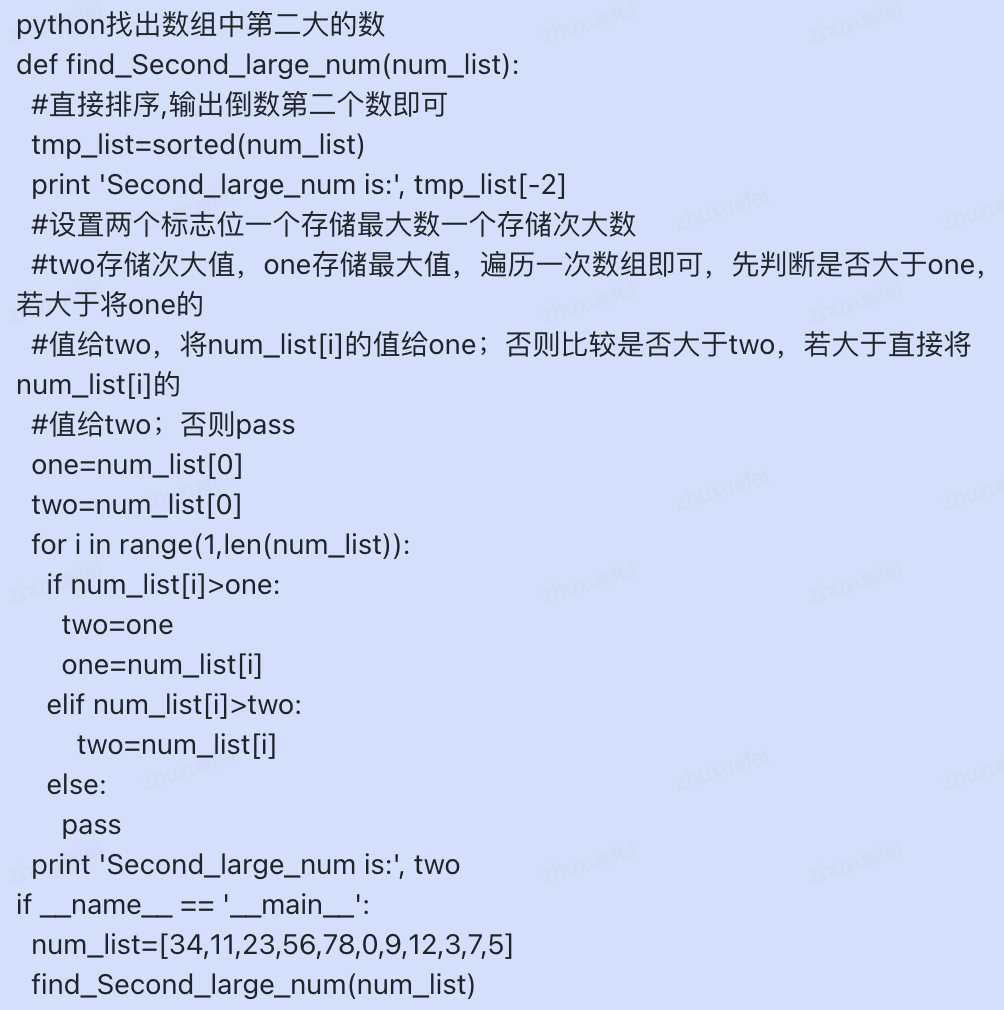 python找出数组中第二大的数
def find_Second_large_num(num_list):
  #直接排序,输出倒数第二个数即可
  tmp_list=sorted(num_list)
  print 'Second_large_num is:', tmp_list[-2]
  #设置两个标志位一个存储最大数一个存储次大数
  #two存储次大值，one存储最大值，遍历一次数组即可，先判断是否大于one，
若大于将one的
  #值给two，将num_list[i]的值给one；否则比较是否大于two，若大于直接将
num_list[i]的
  #值给two；否则pass
  one=num_list[0]
  two=num_list[0]
  for i in range(1,len(num_list)):
    if num_list[i]>one:
      two=one
      one=num_list[i]
    elif num_list[i]>two:
        two=num_list[i]
    else:
      pass
  print 'Second_large_num is:', two
if __name__ == '__main__':
  num_list=[34,11,23,56,78,0,9,12,3,7,5]
  find_Second_large_num(num_list)